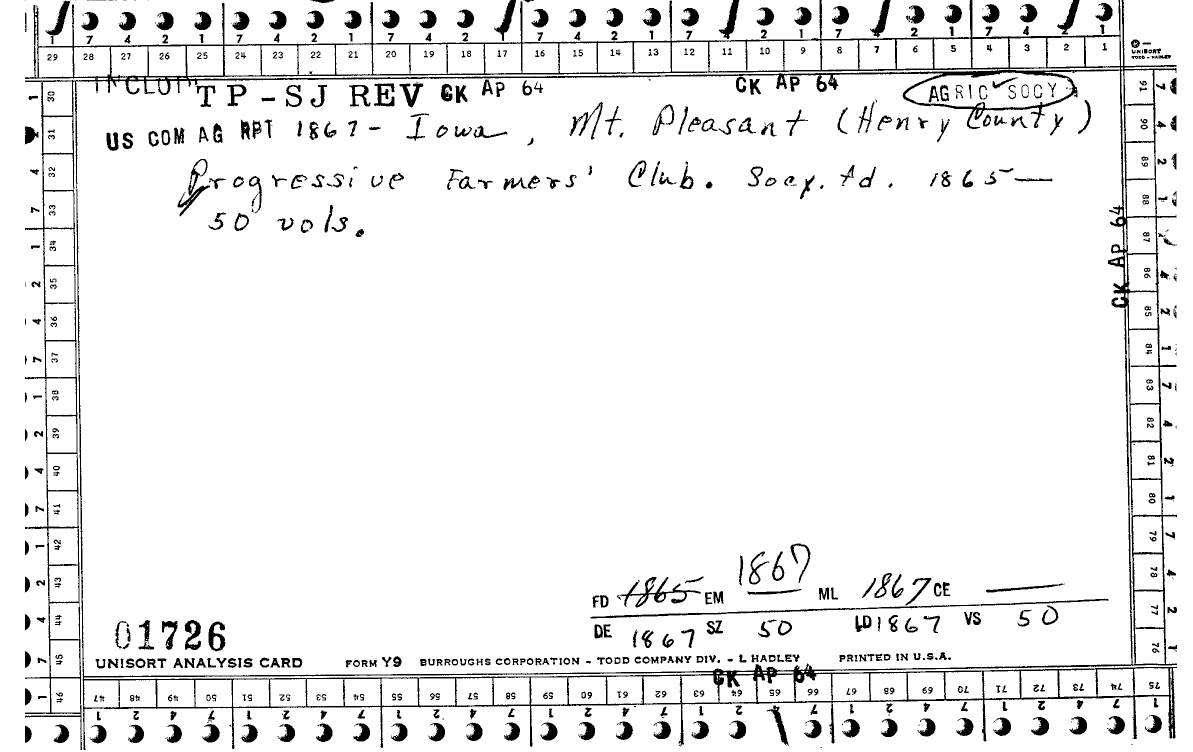 1 7 4 2 1 7 4 2 1 7 4 2 1 7 4 2 1 7 4 2 1 7 4 2 1 7 4 2 1
29 28 27 26 25 24 23 22 21 20 19 18 17 16 15 14 13 12 11 10 9 8 7 6 5 4 3 2 1
UNISORT
TODD - HADLEY
TP-SJ REV CK AP 64 CK AP 64 AGRIC SOCY
US COM AG RPT 1867- Iowa, Mt. Pleasant (Henry County)
Progressive Farmers' Club. Socy. fd. 1865—
50 vols.
CK AP 64
1867
FD 1865 EM ML 1867 CE
DE 1867 SZ 50 LD 1867 VS 50
01726
UNISORT ANALYSIS CARD FORM Y9 BURROUGHS CORPORATION - TODD COMPANY DIV. - L HADLEY PRINTED IN U.S.A.
CK AP 64
30 31 32 33 34 35 36 37 38 39 40 41 42 43 44 45 46
47 48 49 50 51 52 53 54 55 56 57 58 59 60 61 62 63 64 65 66 67 68 69 70 71 72 73 74 75
91 90 89 88 87 86 85 84 83 82 81 80 79 78 77 76